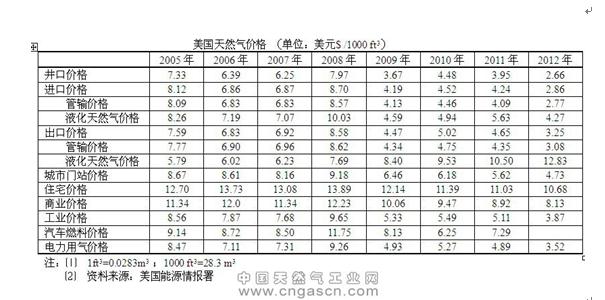 美国天然气价格 （单位：美元$ /1000 ft³）
2005 年 2006 年 2007 年 2008 年 2009 年 2010 年 2011 年 2012 年
井口价格 7.33 6.39 6.25 7.97 3.67 4.48 3.95 2.66
进口价格 8.12 6.86 6.87 8.70 4.19 4.52 4.24 2.86
管输价格 8.09 6.83 6.83 8.57 4.13 4.46 4.09 2.77
液化天然气价格 8.26 7.19 7.07 10.03 4.59 4.94 5.63 4.27
出口价格 7.59 6.83 6.92 8.58 4.47 5.02 4.65 3.25
管输价格 7.77 6.90 6.96 8.62 4.34 4.75 4.35 3.08
液化天然气价格 5.79 6.02 6.23 7.69 8.40 9.53 10.50 12.83
城市门站价格 8.67 8.61 8.16 9.18 6.46 6.18 5.62 4.73
住宅价格 12.70 13.73 13.08 13.89 12.14 11.39 11.03 10.68
商业价格 11.34 12.0 11.34 12.23 10.06 9.47 8.92 8.13
工业价格 8.56 7.87 7.68 9.65 5.33 5.49 5.11 3.87
汽车燃料价格 9.14 8.72 8.50 11.75 8.13 6.25 7.29
电力用气价格 8.47 7.11 7.31 9.26 4.93 5.27 4.89 3.52
注：⑴ 1ft³=0.0283m³；1000 ft³=28.3 m³
⑵ 资料来源：美国能源情报署
中国天然气工业网
www.cngascn.com